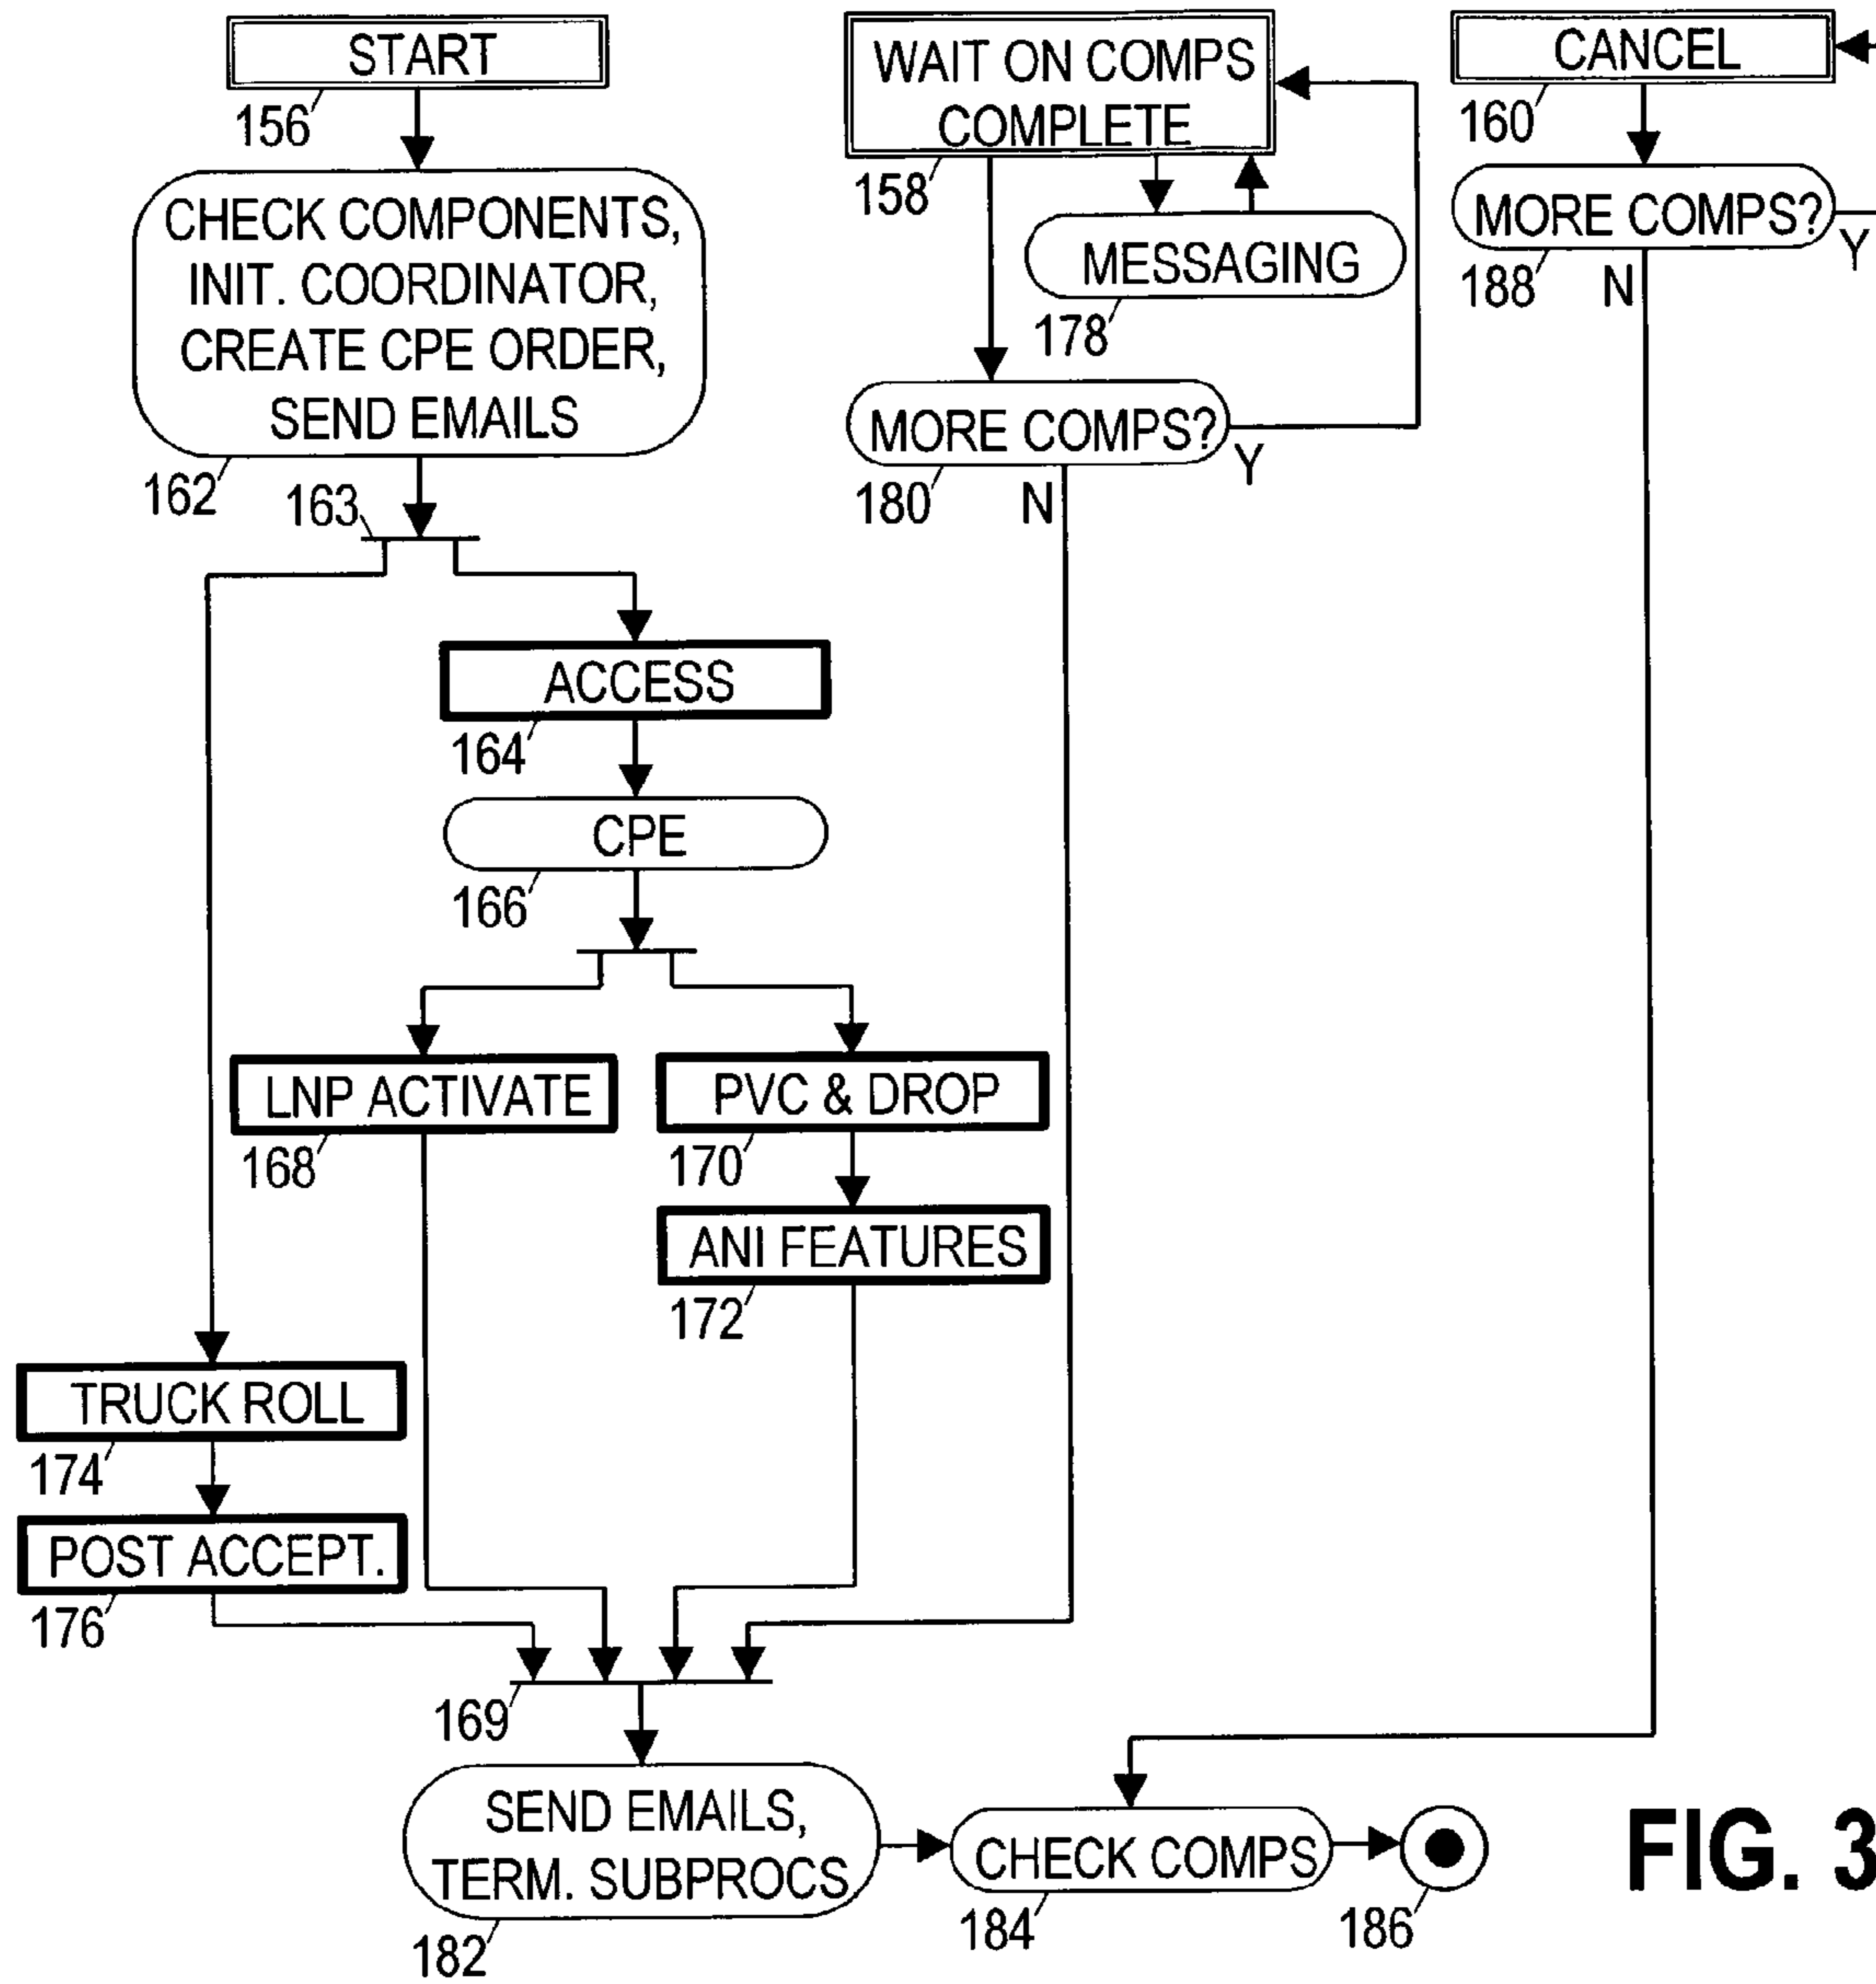 START
156
CHECK COMPONENTS,
INIT. COORDINATOR,
CREATE CPE ORDER,
SEND EMAILS
162
163
ACCESS
164
CPE
166
LNP ACTIVATE
168
PVC & DROP
170
ANI FEATURES
172
TRUCK ROLL
174
POST ACCEPT.
176
WAIT ON COMPS
COMPLETE
158
MESSAGING
178
MORE COMPS?
180
N
Y
CANCEL
160
MORE COMPS?
188
N
Y
169
SEND EMAILS,
TERM. SUBPROCS
182
CHECK COMPS
184
186
FIG. 3